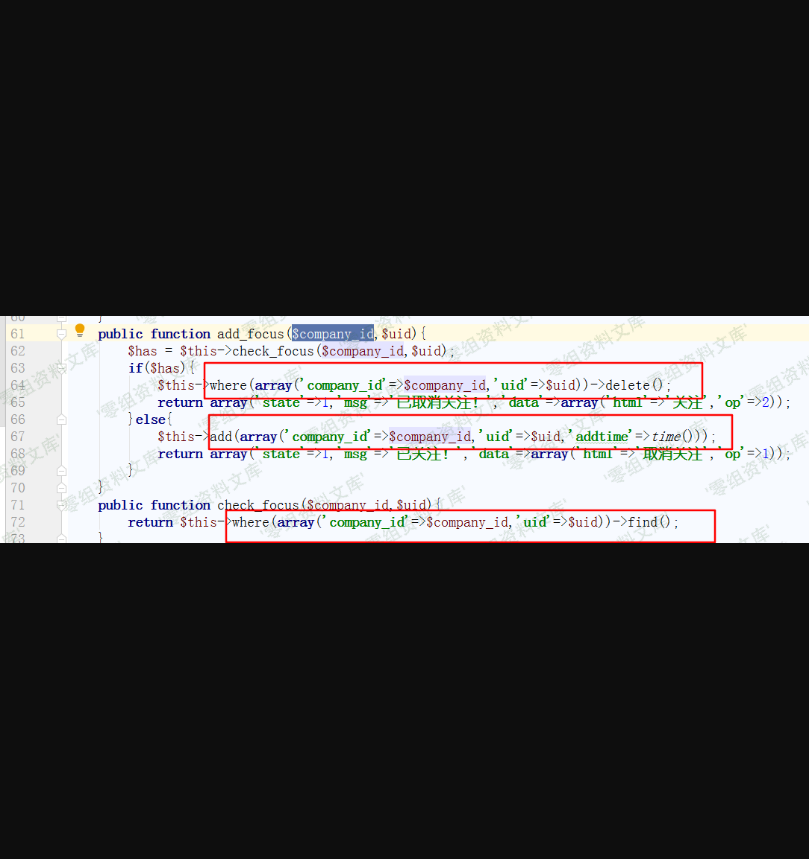 61 public function add_focus($company_id,$uid){
62 $has = $this->check_focus($company_id,$uid);
63 if($has){
64 $this->where(array('company_id'=>$company_id,'uid'=>$uid))->delete();
65 return array('state'=>1,'msg'=>'已取消关注!','data'=>array('html'=>'关注','op'=>2));
66 }else{
67 $this->add(array('company_id'=>$company_id,'uid'=>$uid,'addtime'=>time()));
68 return array('state'=>1,'msg'=>'已关注!','data'=>array('html'=>'取消关注','op'=>1));
69 }
70 }
71 public function check_focus($company_id,$uid){
72 return $this->where(array('company_id'=>$company_id,'uid'=>$uid))->find();
73 }
零组资料文库